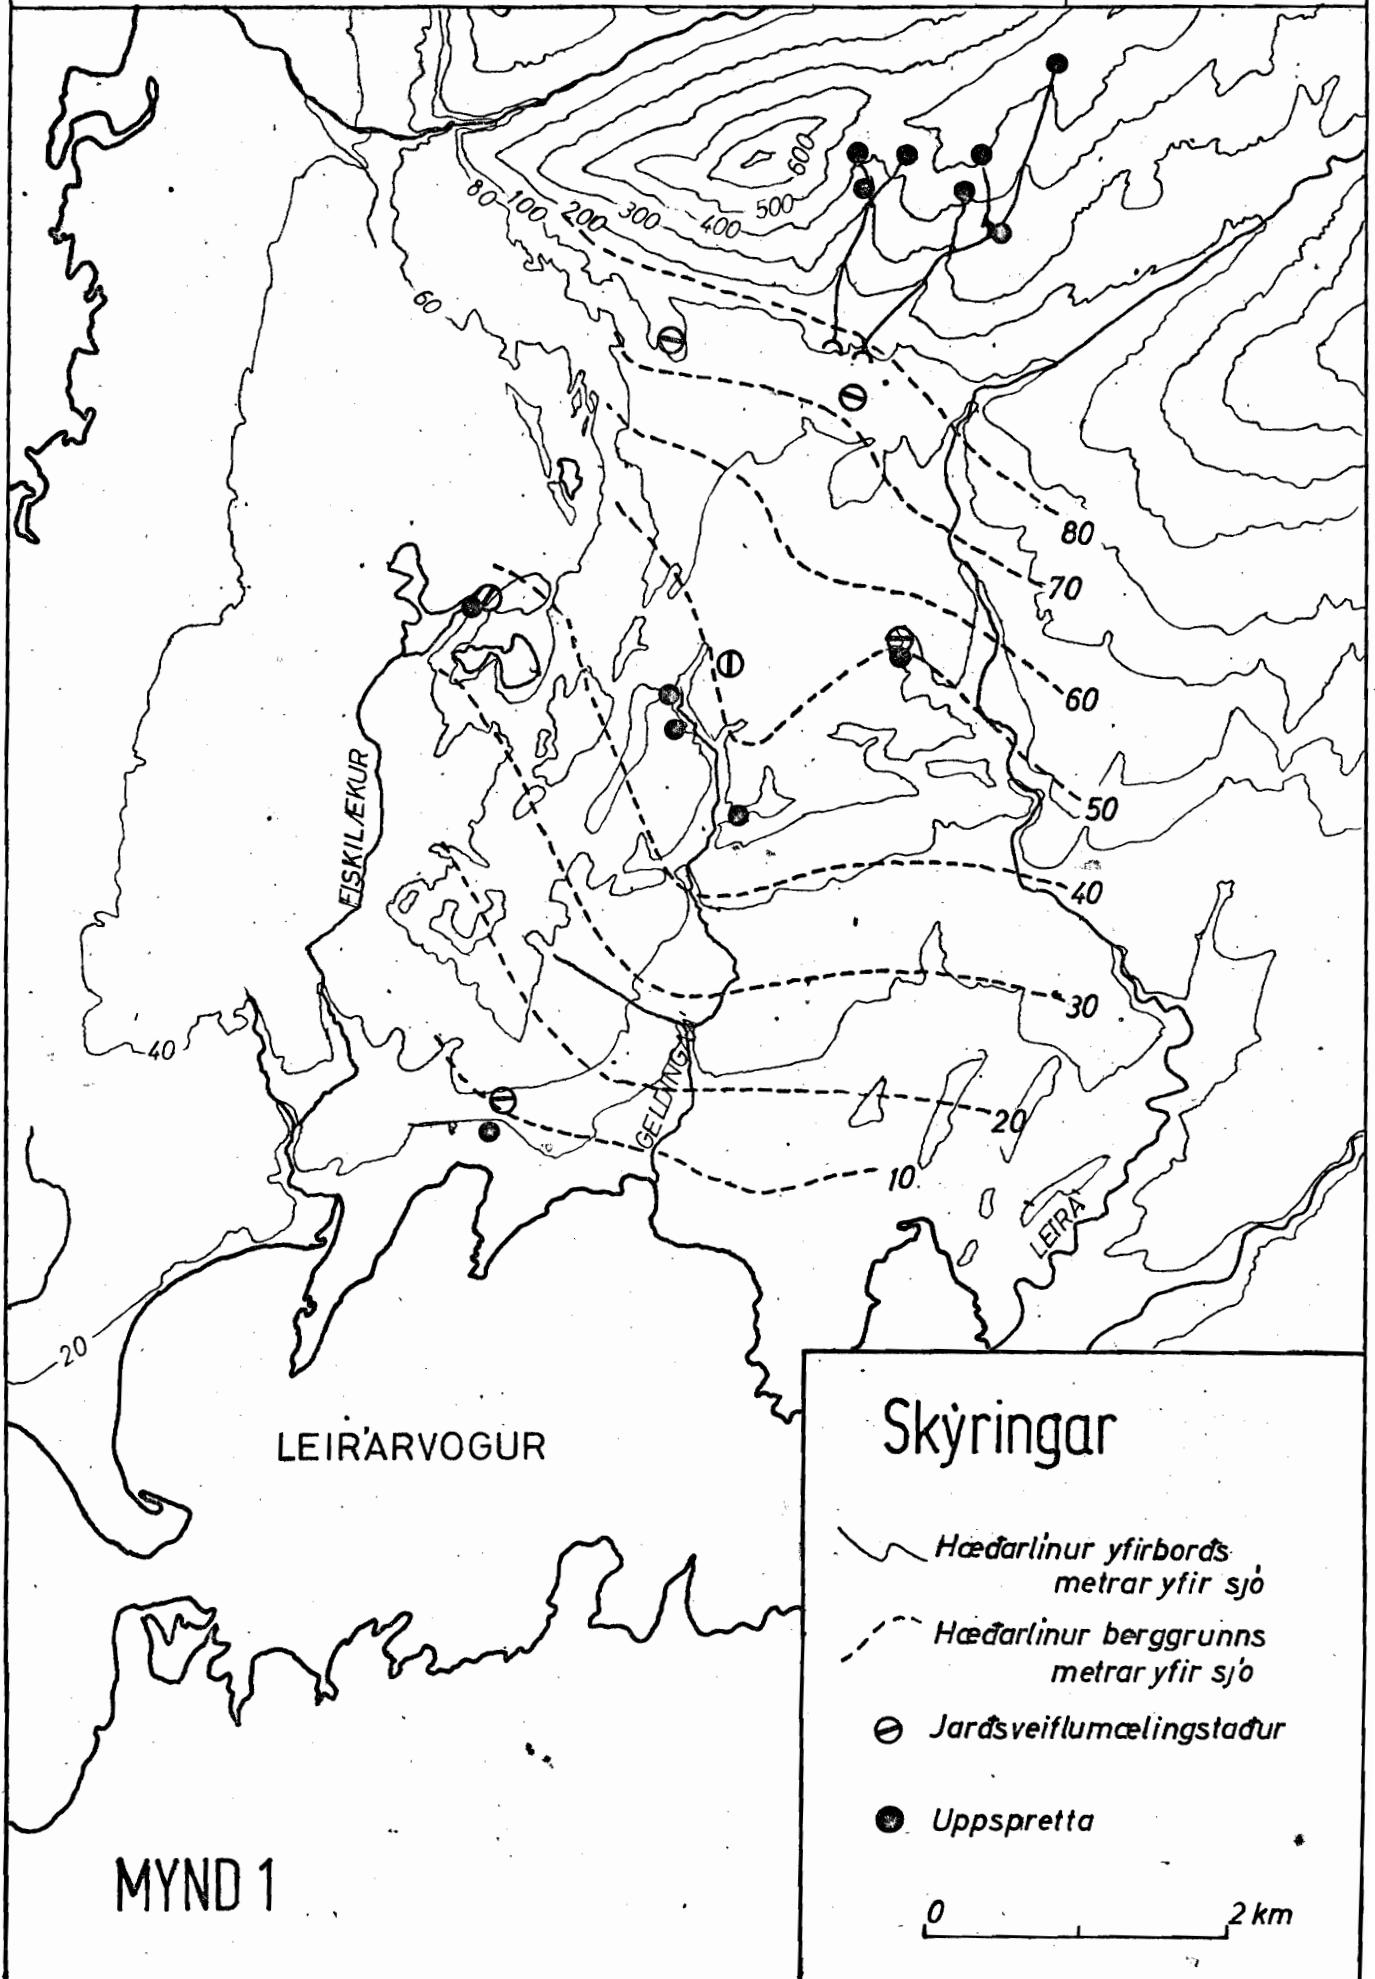 600
500
400
300
200
100
80
60
80
70
60
50
40
30
20
10
40
20
EISKILÆKUR
GELDINGÁ
LEIRÁ
LEIRÁRVOGUR
MYND 1
Skýringar
Hæðarlínur yfirborðs
metrar yfir sjó
Hæðarlínur berggrunns
metrar yfir sjó
Jarðsveiflumælingstaður
Uppspretta
0 2 km